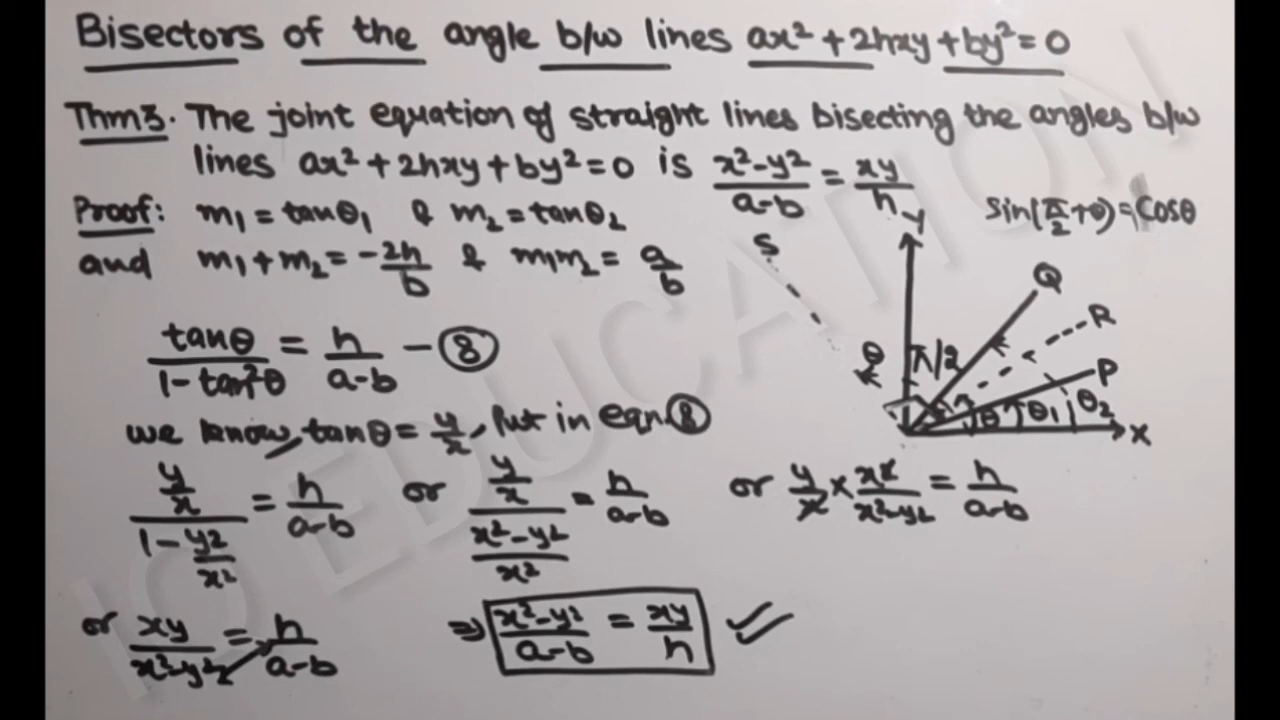 Bisectors of the angle b/w lines ax² + 2hxy + by² = 0
Thm3. The joint equation of straight lines bisecting the angles b/w
lines ax² + 2hxy + by² = 0 is (x²-y²)/(a-b) = xy/h
Proof: m₁ = tanθ₁ & m₂ = tanθ₂
Sin(π/2+θ) = Cosθ
and m₁ + m₂ = -2h/b & m₁m₂ = a/b
S
Y
Q
R
P
θ π/2
θ θ₁ θ₂
X
tanθ/(1-tan²θ) = h/(a-b) - ⑧
we know, tanθ = y/x, Put in eqn. ⑧
(y/x)/(1-y²/x²) = h/(a-b) or (y/x)/((x²-y²)/x²) = h/(a-b) or y/x × x²/(x²-y²) = h/(a-b)
or xy/(x²-y²) = h/(a-b) ⇒ (x²-y²)/(a-b) = xy/h
IQ EDUCATION